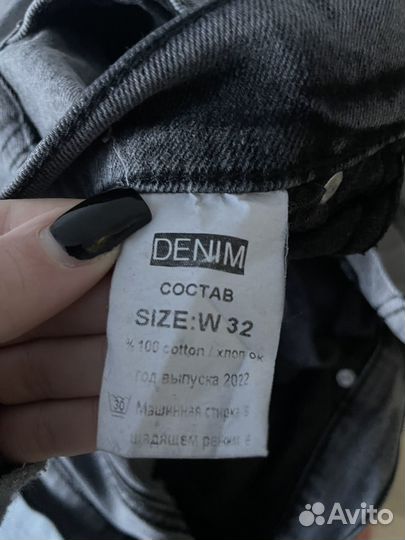 DENIM
СОСТАВ
SIZE:W 32
% 100 cotton / хлопок
год выпуска 2022
30 Машинная стирка в
щадящем режиме
Avito